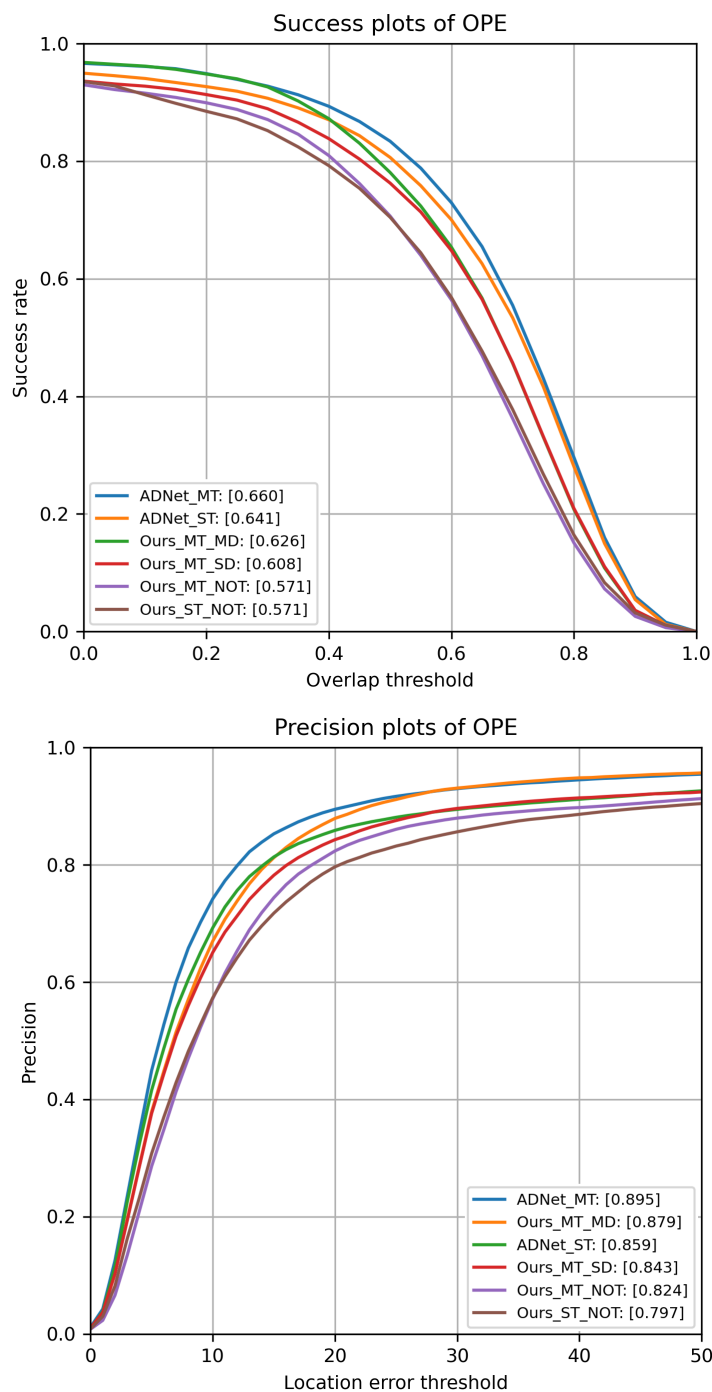 Success plots of OPE
1.0
0.8
0.6
0.4
0.2
0.0
Success rate
ADNet_MT: [0.660]
ADNet_ST: [0.641]
Ours_MT_MD: [0.626]
Ours_MT_SD: [0.608]
Ours_MT_NOT: [0.571]
Ours_ST_NOT: [0.571]
0.0 0.2 0.4 0.6 0.8 1.0
Overlap threshold
Precision plots of OPE
1.0
0.8
0.6
0.4
0.2
0.0
Precision
ADNet_MT: [0.895]
Ours_MT_MD: [0.879]
ADNet_ST: [0.859]
Ours_MT_SD: [0.843]
Ours_MT_NOT: [0.824]
Ours_ST_NOT: [0.797]
0 10 20 30 40 50
Location error threshold